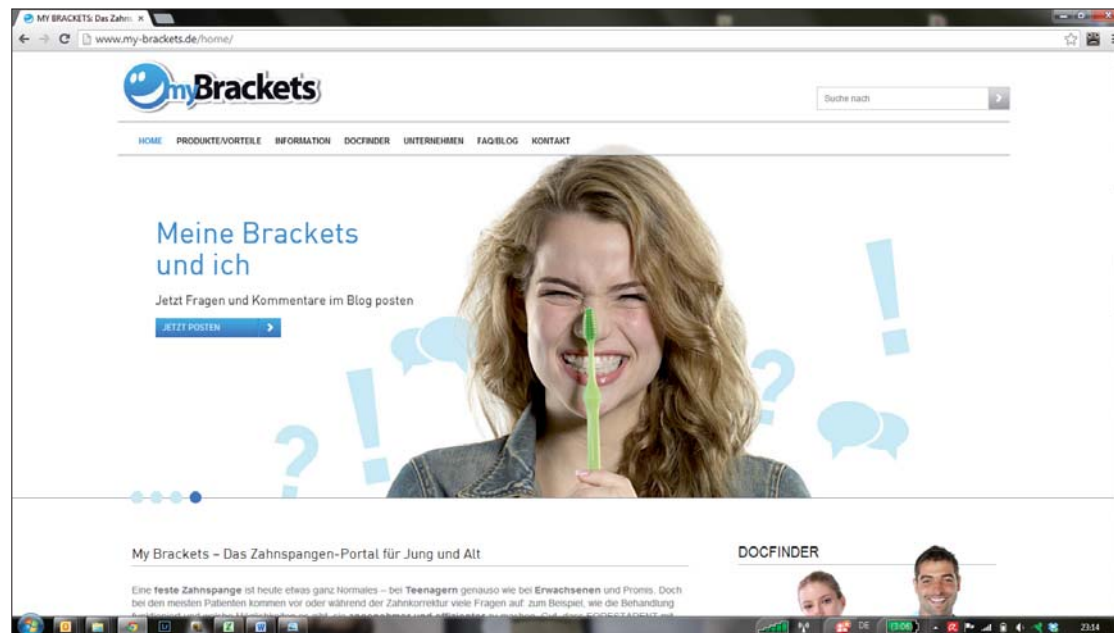 MY BRACKETS: Das Zahn
www.my-brackets.de/home/
myBrackets
Suche nach
HOME PRODUKTE/VORTEILE INFORMATION DOCFINDER UNTERNEHMEN FAQ/BLOG KONTAKT
Meine Brackets
und ich
Jetzt Fragen und Kommentare im Blog posten
JETZT POSTEN
My Brackets – Das Zahnspangen-Portal für Jung und Alt
DOCFINDER
Eine feste Zahnspange ist heute etwas ganz Normales – bei Teenagern genauso wie bei Erwachsenen und Promis. Doch
bei den meisten Patienten kommen vor oder während der Zahnkorrektur viele Fragen auf: zum Beispiel, wie die Behandlung
DE
(3:06)
23:14